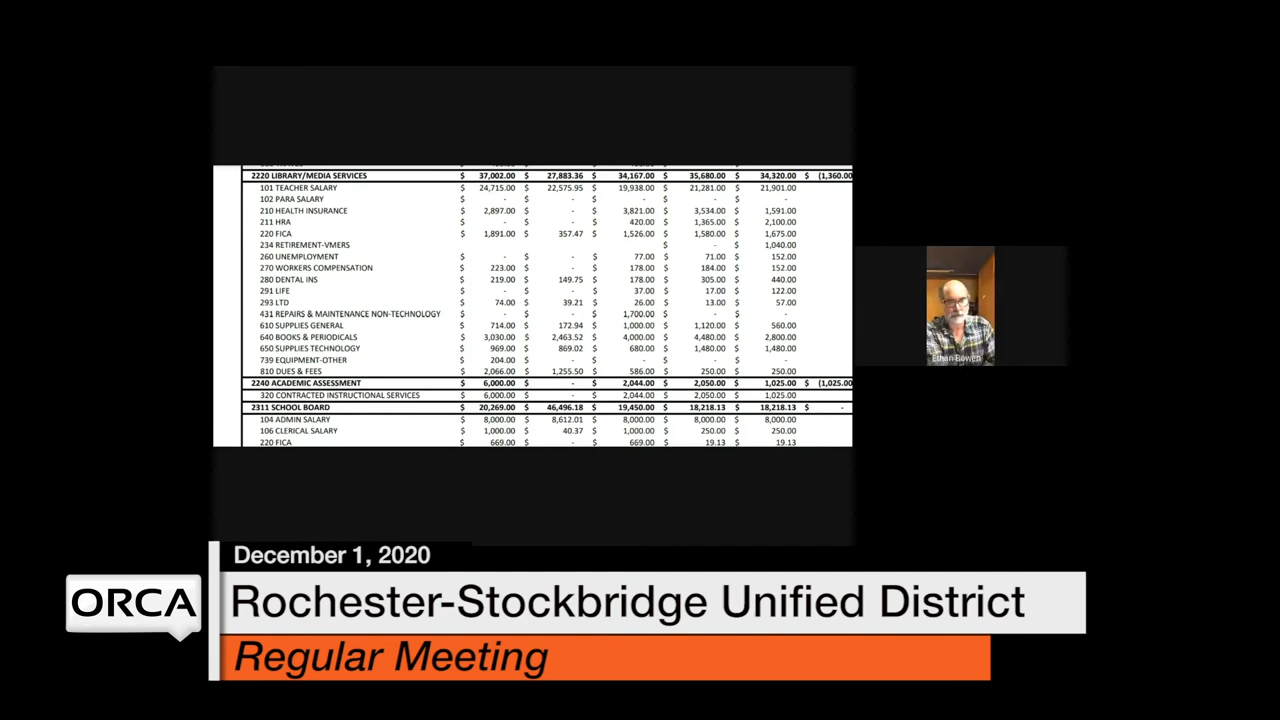 2220 LIBRARY/MEDIA SERVICES $ 37,002.00 $ 27,883.36 $ 34,167.00 $ 35,680.00 $ 34,320.00 $ (1,360.00
101 TEACHER SALARY $ 24,715.00 $ 22,575.95 $ 19,938.00 $ 21,281.00 $ 21,901.00
102 PARA SALARY $ - $ - $ - $ - $ -
210 HEALTH INSURANCE $ 2,897.00 $ - $ 3,821.00 $ 3,534.00 $ 1,591.00
211 HRA $ - $ - $ 420.00 $ 1,365.00 $ 2,100.00
220 FICA $ 1,891.00 $ 357.47 $ 1,526.00 $ 1,580.00 $ 1,675.00
234 RETIREMENT-VMERS $ - $ 1,040.00
260 UNEMPLOYMENT $ - $ - $ 77.00 $ 71.00 $ 152.00
270 WORKERS COMPENSATION $ 223.00 $ - $ 178.00 $ 184.00 $ 152.00
280 DENTAL INS $ 219.00 $ 149.75 $ 178.00 $ 305.00 $ 440.00
291 LIFE $ - $ - $ 37.00 $ 17.00 $ 122.00
293 LTD $ 74.00 $ 39.21 $ 26.00 $ 13.00 $ 57.00
431 REPAIRS & MAINTENANCE NON-TECHNOLOGY $ - $ - $ 1,700.00 $ - $ -
610 SUPPLIES GENERAL $ 714.00 $ 172.94 $ 1,000.00 $ 1,120.00 $ 560.00
640 BOOKS & PERIODICALS $ 3,030.00 $ 2,463.52 $ 4,000.00 $ 4,480.00 $ 2,800.00
650 SUPPLIES TECHNOLOGY $ 969.00 $ 869.02 $ 680.00 $ 1,480.00 $ 1,480.00
739 EQUIPMENT-OTHER $ 204.00 $ - $ - $ - $ -
810 DUES & FEES $ 2,066.00 $ 1,255.50 $ 586.00 $ 250.00 $ 250.00
2240 ACADEMIC ASSESSMENT $ 6,000.00 $ - $ 2,044.00 $ 2,050.00 $ 1,025.00 $ (1,025.00
320 CONTRACTED INSTRUCTIONAL SERVICES $ 6,000.00 $ - $ 2,044.00 $ 2,050.00 $ 1,025.00
2311 SCHOOL BOARD $ 20,269.00 $ 46,496.18 $ 19,450.00 $ 18,218.13 $ 18,218.13 $ -
104 ADMIN SALARY $ 8,000.00 $ 8,612.01 $ 8,000.00 $ 8,000.00 $ 8,000.00
106 CLERICAL SALARY $ 1,000.00 $ 40.37 $ 1,000.00 $ 250.00 $ 250.00
220 FICA $ 669.00 $ - $ 669.00 $ 19.13 $ 19.13
Ethan Bowen
December 1, 2020
ORCA
Rochester-Stockbridge Unified District
Regular Meeting